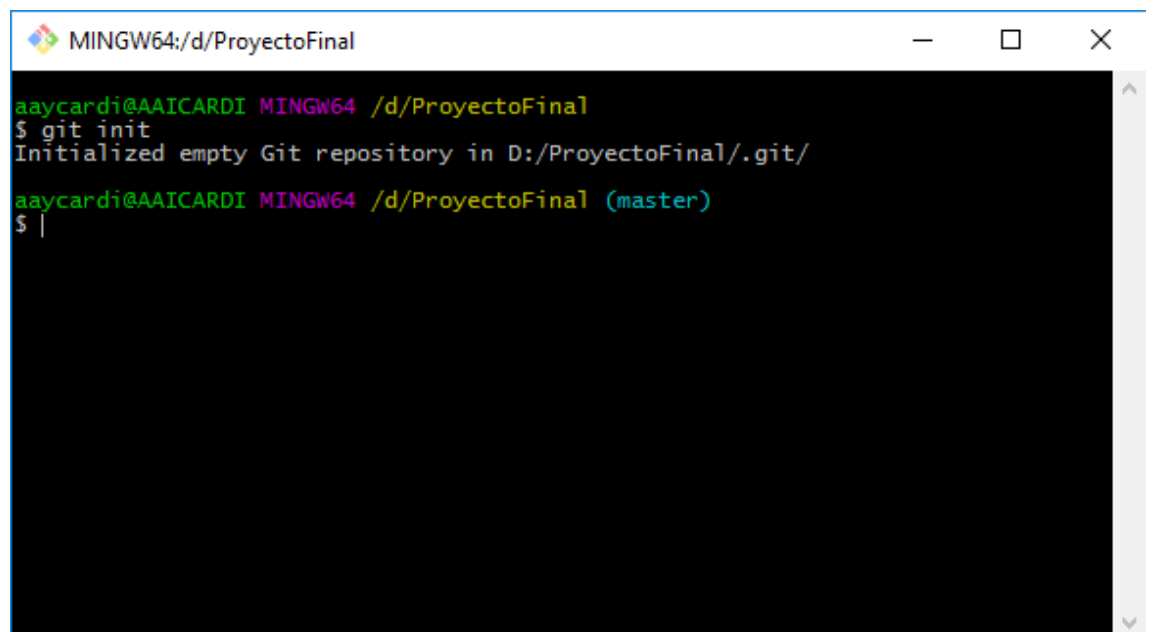 MINGW64:/d/ProyectoFinal
aaycardi@AAICARDI MINGW64 /d/ProyectoFinal
$ git init
Initialized empty Git repository in D:/ProyectoFinal/.git/
aaycardi@AAICARDI MINGW64 /d/ProyectoFinal (master)
$